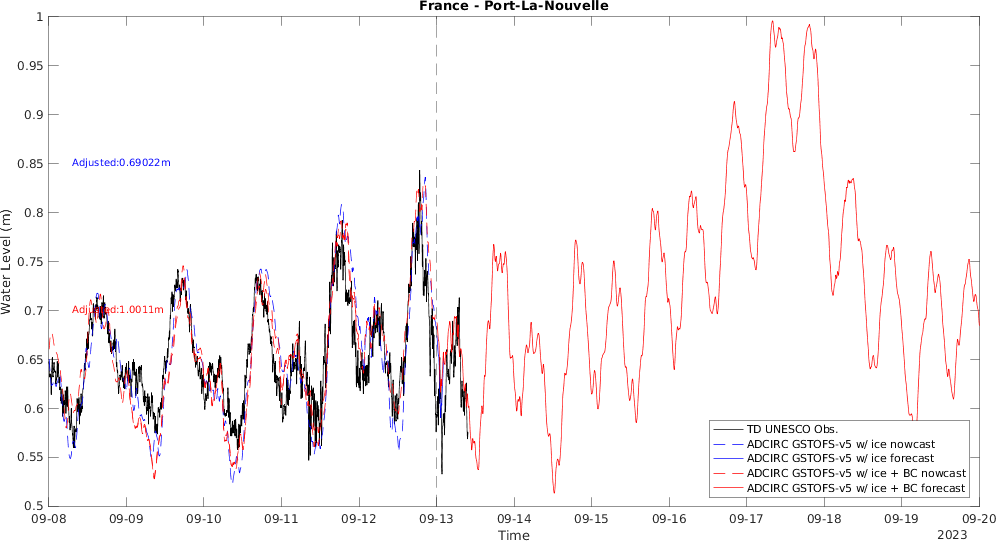 France - Port-La-Nouvelle
1
0.95
0.9
0.85
0.8
0.75
0.7
0.65
0.6
0.55
0.5
Water Level (m)
Adjusted:0.69022m
Adjusted:1.0011m
TD UNESCO Obs.
ADCIRC GSTOFS-v5 w/ ice nowcast
ADCIRC GSTOFS-v5 w/ ice forecast
ADCIRC GSTOFS-v5 w/ ice + BC nowcast
ADCIRC GSTOFS-v5 w/ ice + BC forecast
09-08 09-09 09-10 09-11 09-12 09-13 09-14 09-15 09-16 09-17 09-18 09-19 09-20
Time
2023